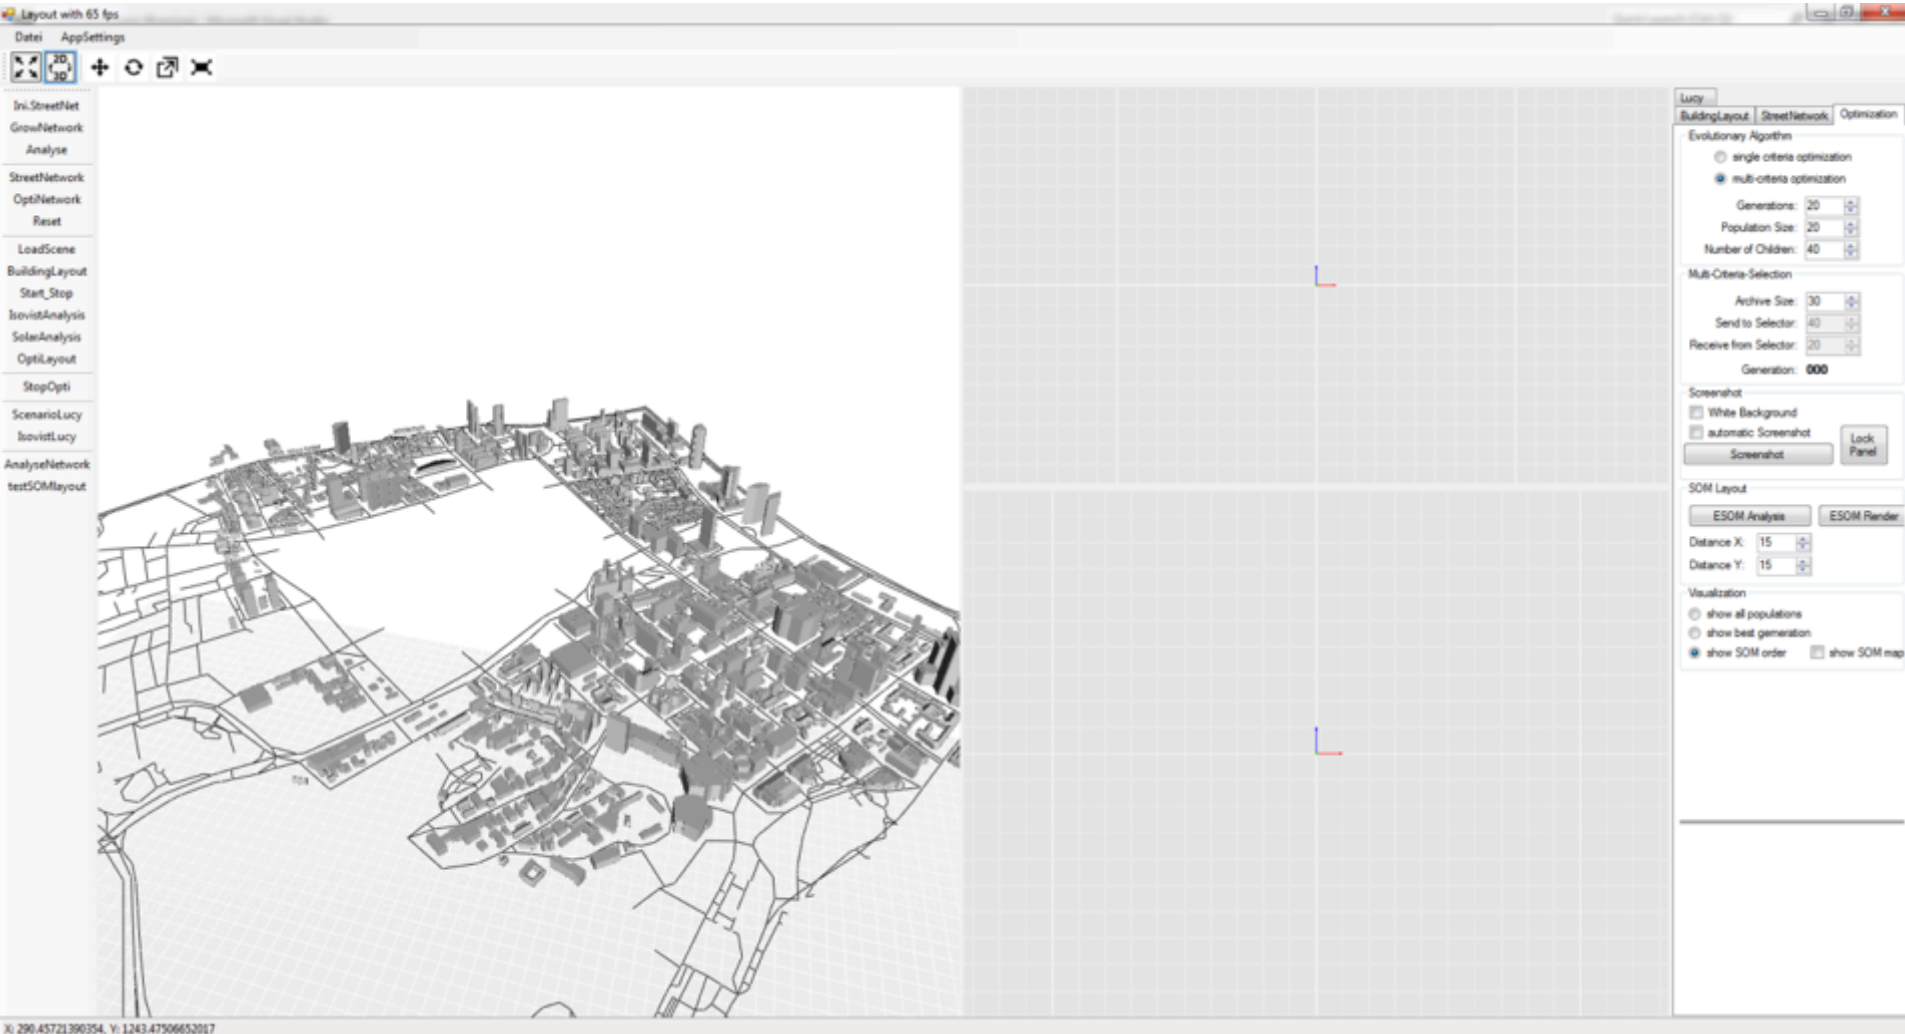 Layout with 65 fps
Datei AppSettings
2D
3D
Ini.StreetNet
GrowNetwork
Analyse
StreetNetwork
OptiNetwork
Reset
LoadScene
BuildingLayout
Start_Stop
IsovistAnalysis
SolarAnalysis
OptiLayout
StopOpti
ScenarioLucy
IsovistLucy
AnalyseNetwork
testSOMlayout
Lucy
BuildingLayout StreetNetwork Optimization
Evolutionary Algorithm
single criteria optimization
multi-criteria optimization
Generations: 20
Population Size: 20
Number of Children: 40
Multi-Criteria-Selection
Archive Size: 30
Send to Selector: 40
Receive from Selector: 20
Generation: 000
Screenshot
White Background
automatic Screenshot
Screenshot
Lock
Panel
SOM Layout
ESOM Analysis ESOM Render
Distance X: 15
Distance Y: 15
Visualization
show all populations
show best gemeration
show SOM order show SOM map
X: 290.45721390354, Y: 1243.47506652017